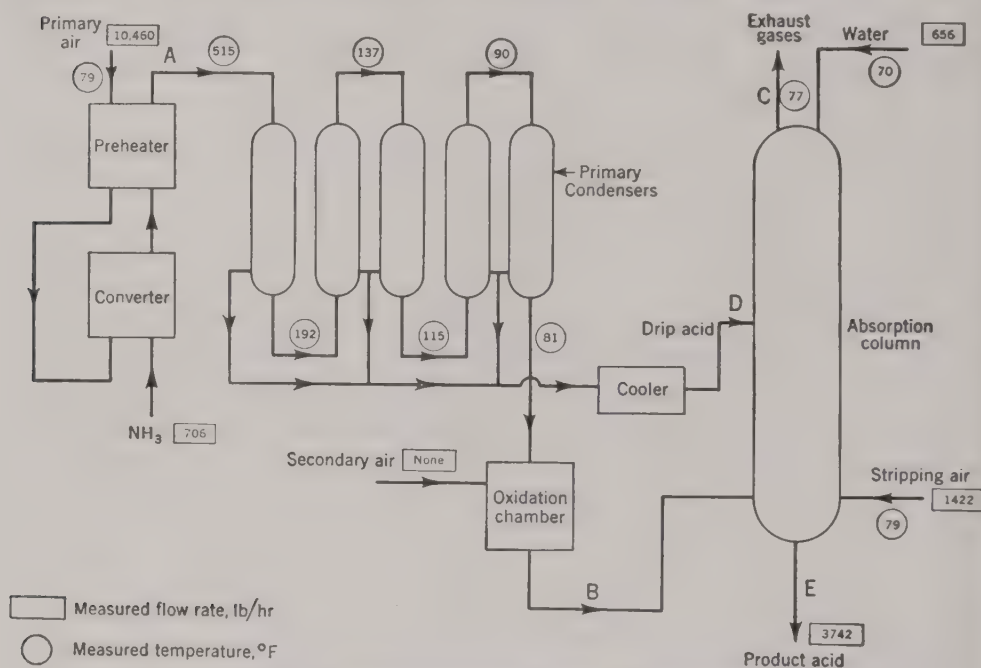 Primary
air
10,460
79
A
515
137
90
Exhaust
gases
C
77
Water
656
70
Preheater
Primary
Condensers
Converter
192
115
81
Drip acid
D
Absorption
column
Cooler
NH₃
706
Secondary air
None
Oxidation
chamber
Stripping air
1422
79
B
E
Measured flow rate, lb/hr
3742
Measured temperature, °F
Product acid